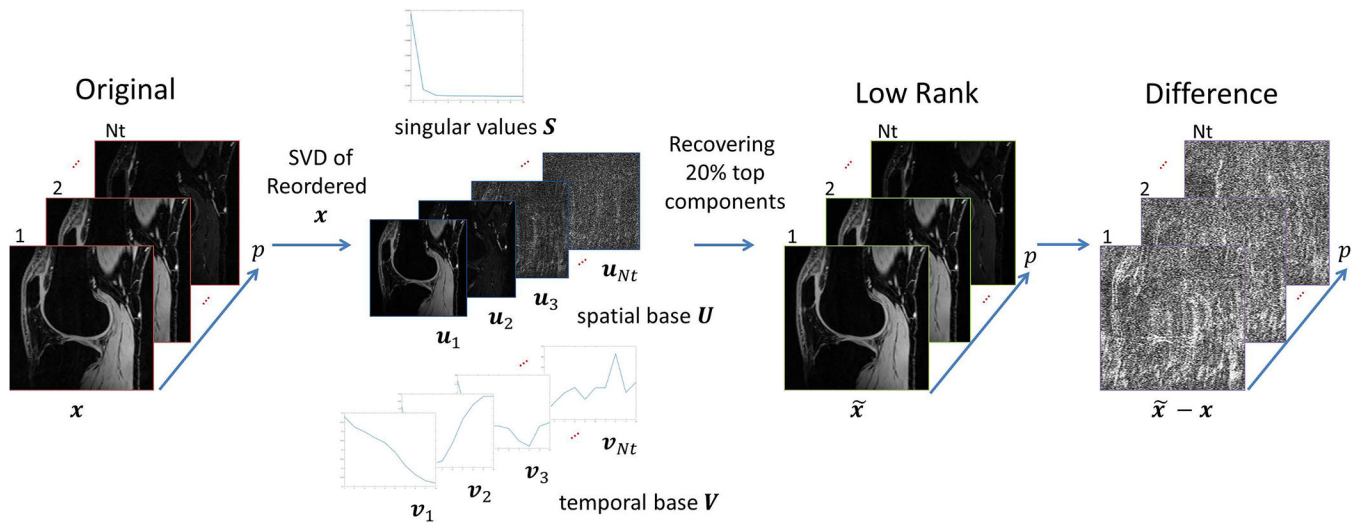 Original
Nt
2
1
p
x
SVD of
Reordered
x
singular values S
u1
u2
u3
uNt
spatial base U
v1
v2
v3
vNt
temporal base V
Recovering
20% top
components
Low Rank
Nt
2
1
p
x̃
Difference
Nt
2
1
p
x̃ − x